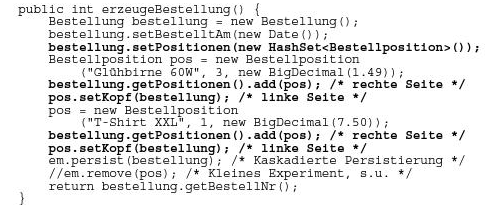 public int erzeugeBestellung() {
Bestellung bestellung = new Bestellung();
bestellung.setBestelltAm(new Date());
bestellung.setPositionen(new HashSet<Bestellposition>());
Bestellposition pos = new Bestellposition
("Glühbirne 60W", 3, new BigDecimal(1.49));
bestellung.getPositionen().add(pos); /* rechte Seite */
pos.setKopf(bestellung); /* linke Seite */
pos = new Bestellposition
("T-Shirt XXL", 1, new BigDecimal(7.50));
bestellung.getPositionen().add(pos); /* rechte Seite */
pos.setKopf(bestellung); /* linke Seite */
em.persist(bestellung); /* Kaskadierte Persistierung */
//em.remove(pos); /* Kleines Experiment, s.u. */
return bestellung.getBestellNr();
}